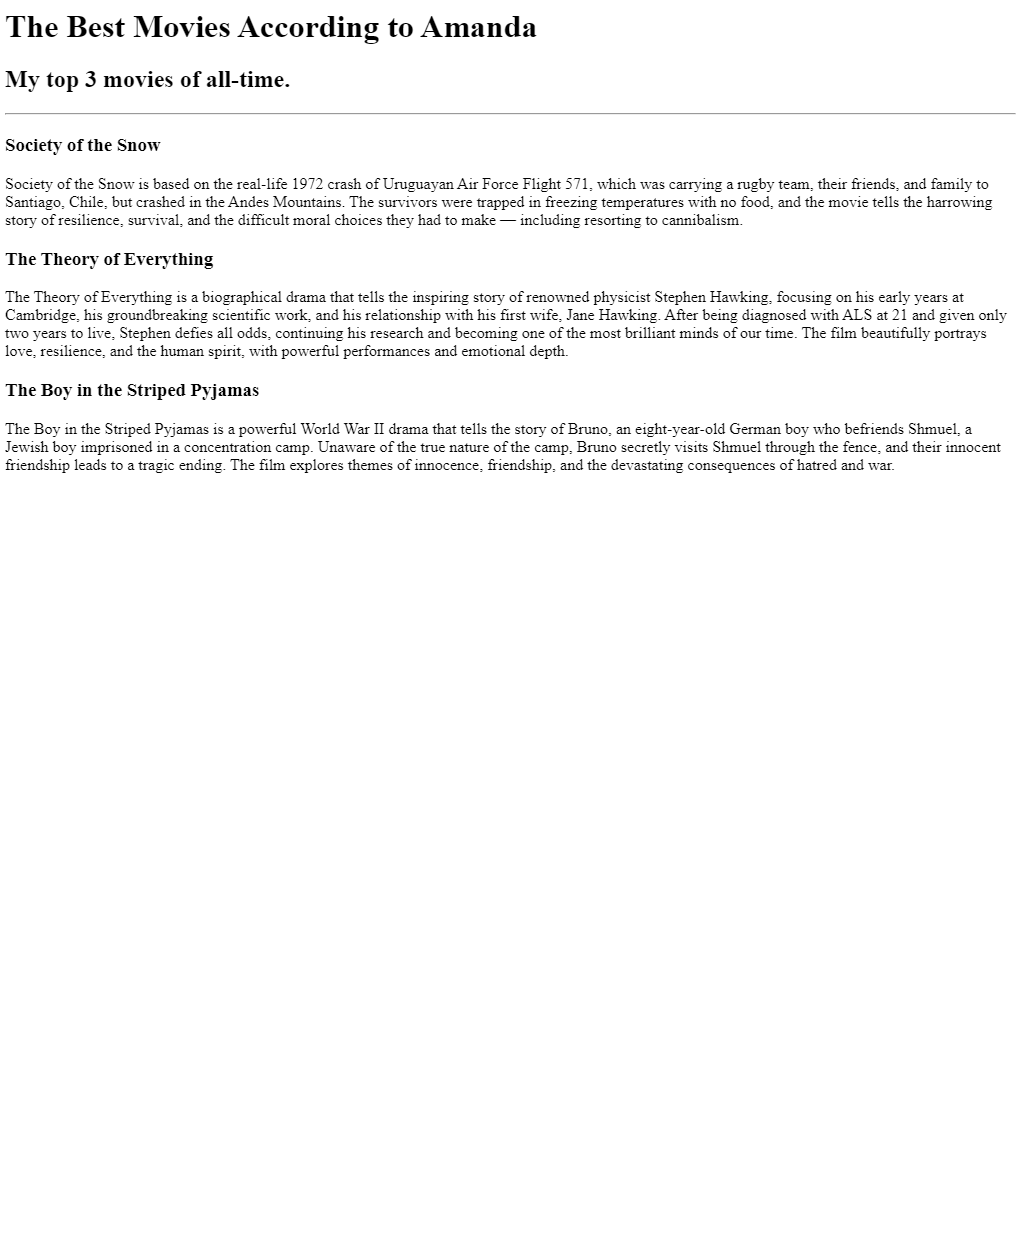 The Best Movies According to Amanda
My top 3 movies of all-time.
Society of the Snow
Society of the Snow is based on the real-life 1972 crash of Uruguayan Air Force Flight 571, which was carrying a rugby team, their friends, and family to
Santiago, Chile, but crashed in the Andes Mountains. The survivors were trapped in freezing temperatures with no food, and the movie tells the harrowing
story of resilience, survival, and the difficult moral choices they had to make — including resorting to cannibalism.
The Theory of Everything
The Theory of Everything is a biographical drama that tells the inspiring story of renowned physicist Stephen Hawking, focusing on his early years at
Cambridge, his groundbreaking scientific work, and his relationship with his first wife, Jane Hawking. After being diagnosed with ALS at 21 and given only
two years to live, Stephen defies all odds, continuing his research and becoming one of the most brilliant minds of our time. The film beautifully portrays
love, resilience, and the human spirit, with powerful performances and emotional depth.
The Boy in the Striped Pyjamas
The Boy in the Striped Pyjamas is a powerful World War II drama that tells the story of Bruno, an eight-year-old German boy who befriends Shmuel, a
Jewish boy imprisoned in a concentration camp. Unaware of the true nature of the camp, Bruno secretly visits Shmuel through the fence, and their innocent
friendship leads to a tragic ending. The film explores themes of innocence, friendship, and the devastating consequences of hatred and war.